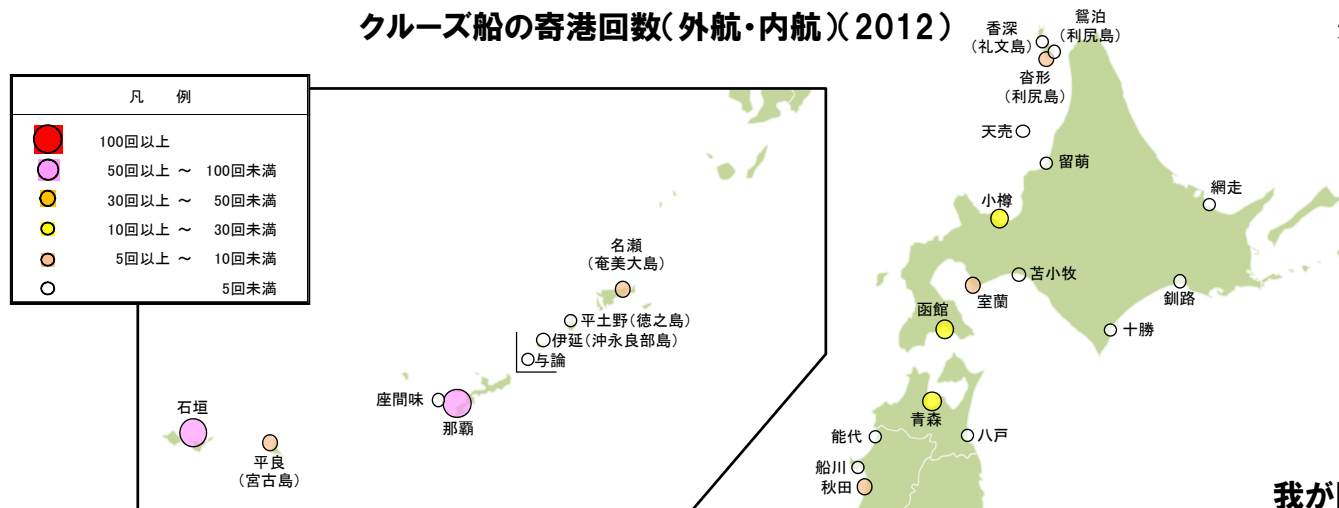 クルーズ船の寄港回数(外航・内航)(2012)
凡 例
100回以上
50回以上 ～ 100回未満
30回以上 ～ 50回未満
10回以上 ～ 30回未満
5回以上 ～ 10回未満
5回未満
香深
(礼文島)
鴛泊
(利尻島)
沓形
(利尻島)
天売
留萌
網走
小樽
苫小牧
釧路
室蘭
函館
十勝
青森
能代
八戸
船川
秋田
名瀬
(奄美大島)
平土野(徳之島)
伊延(沖永良部島)
与論
座間味
那覇
石垣
平良
(宮古島)
我が